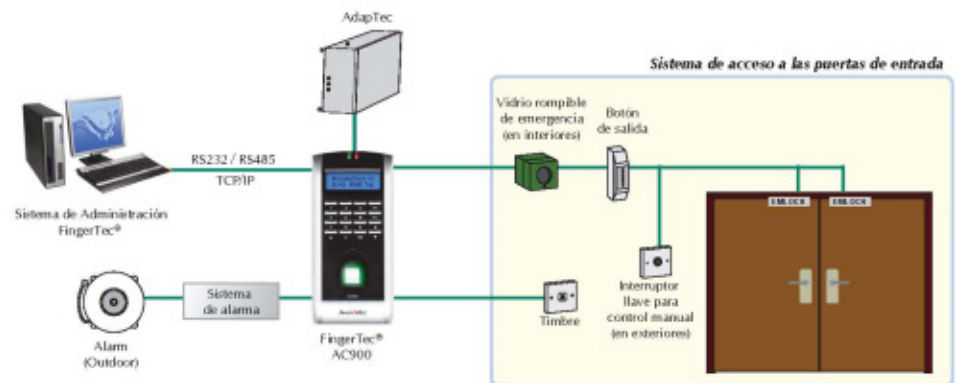 AdapTec
Sistema de acceso a las puertas de entrada
Vidrio rompible
de emergencia
(en interiores)
Botón
de salida
RS232 / RS485
TCP/IP
EMLOCK
EMLOCK
Sistema de Administración
FingerTec®
Sistema
de alarma
Interruptor
llave para
control manual
(en exteriores)
Timbre
Alarm
(Outdoor)
FingerTec®
AC900